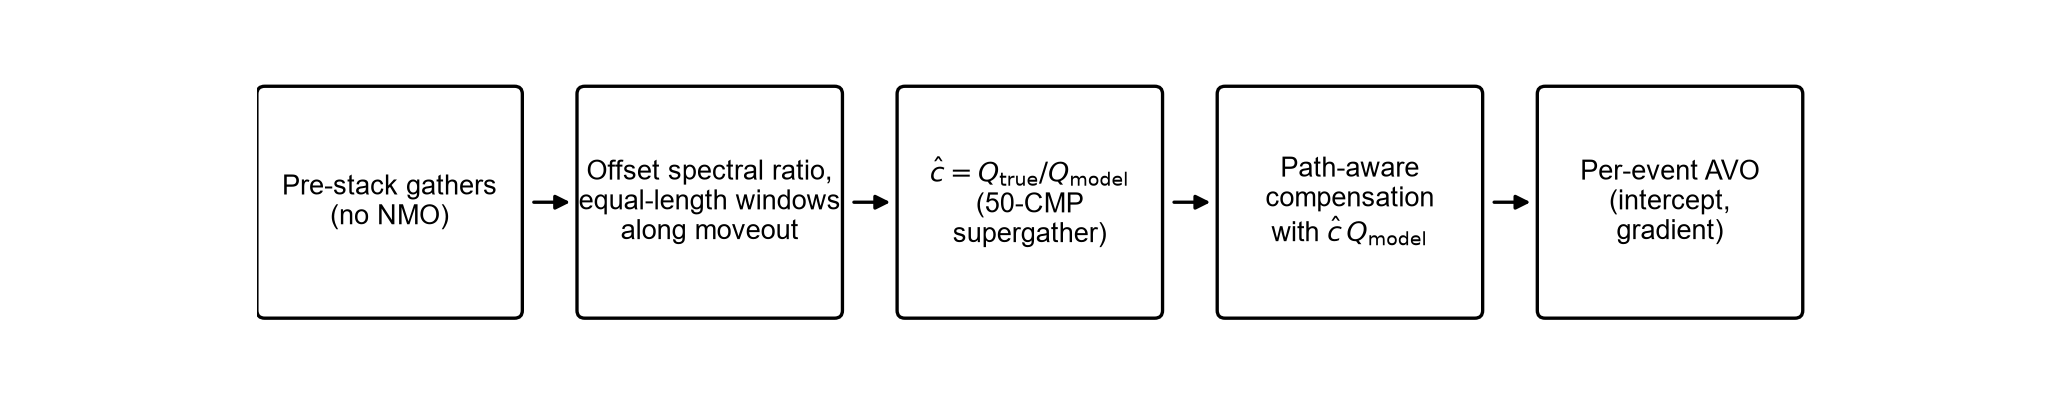 Pre-stack gathers
(no NMO)
Offset spectral ratio,
equal-length windows
along moveout
ĉ = Q_true/Q_model
(50-CMP
supergather)
Path-aware
compensation
with ĉ Q_model
Per-event AVO
(intercept,
gradient)